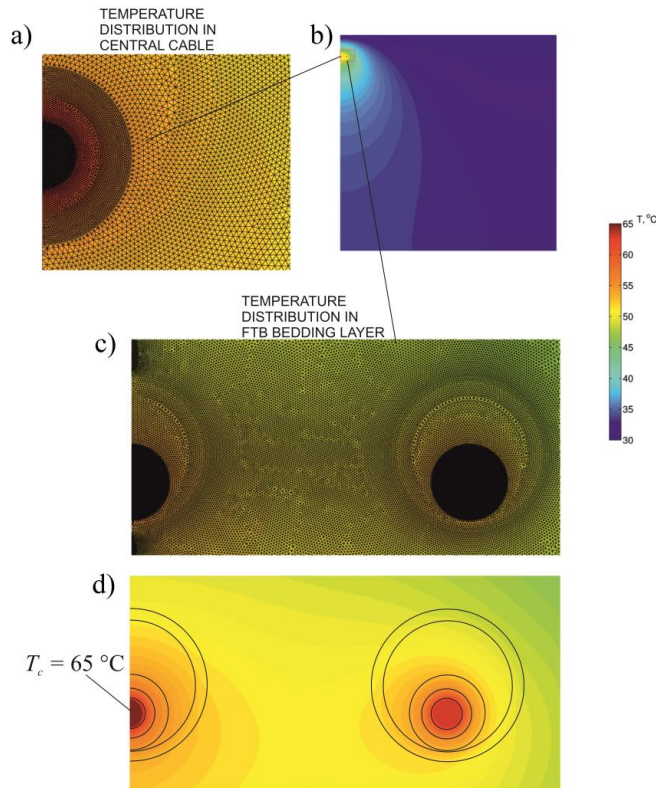 TEMPERATURE
DISTRIBUTION IN
CENTRAL CABLE
a)
b)
T, °C
65
60
55
50
45
40
35
30
TEMPERATURE
DISTRIBUTION IN
FTB BEDDING LAYER
c)
d)
T_c = 65 °C